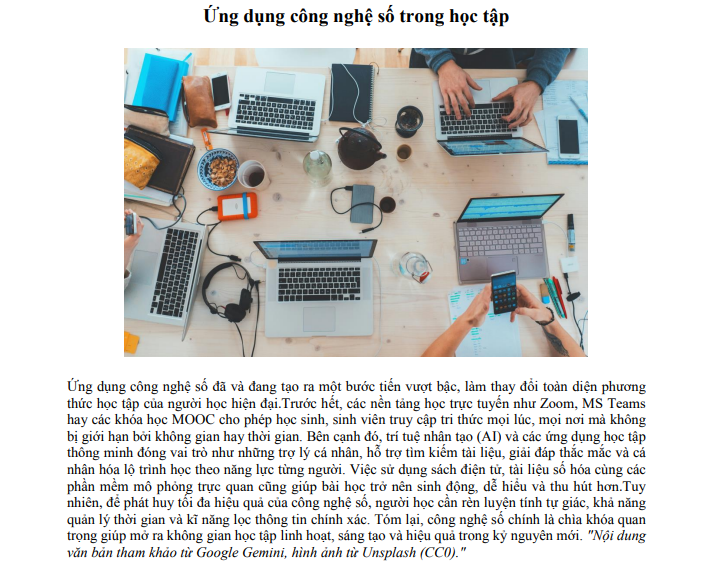 Ứng dụng công nghệ số trong học tập
Ứng dụng công nghệ số đã và đang tạo ra một bước tiến vượt bậc, làm thay đổi toàn diện phương
thức học tập của người học hiện đại.Trước hết, các nền tảng học trực tuyến như Zoom, MS Teams
hay các khóa học MOOC cho phép học sinh, sinh viên truy cập tri thức mọi lúc, mọi nơi mà không
bị giới hạn bởi không gian hay thời gian. Bên cạnh đó, trí tuệ nhân tạo (AI) và các ứng dụng học tập
thông minh đóng vai trò như những trợ lý cá nhân, hỗ trợ tìm kiếm tài liệu, giải đáp thắc mắc và cá
nhân hóa lộ trình học theo năng lực từng người. Việc sử dụng sách điện tử, tài liệu số hóa cùng các
phần mềm mô phỏng trực quan cũng giúp bài học trở nên sinh động, dễ hiểu và thu hút hơn.Tuy
nhiên, để phát huy tối đa hiệu quả của công nghệ số, người học cần rèn luyện tính tự giác, khả năng
quản lý thời gian và kĩ năng lọc thông tin chính xác. Tóm lại, công nghệ số chính là chìa khóa quan
trọng giúp mở ra không gian học tập linh hoạt, sáng tạo và hiệu quả trong kỷ nguyên mới. "Nội dung
văn bản tham khảo từ Google Gemini, hình ảnh từ Unsplash (CC0)."